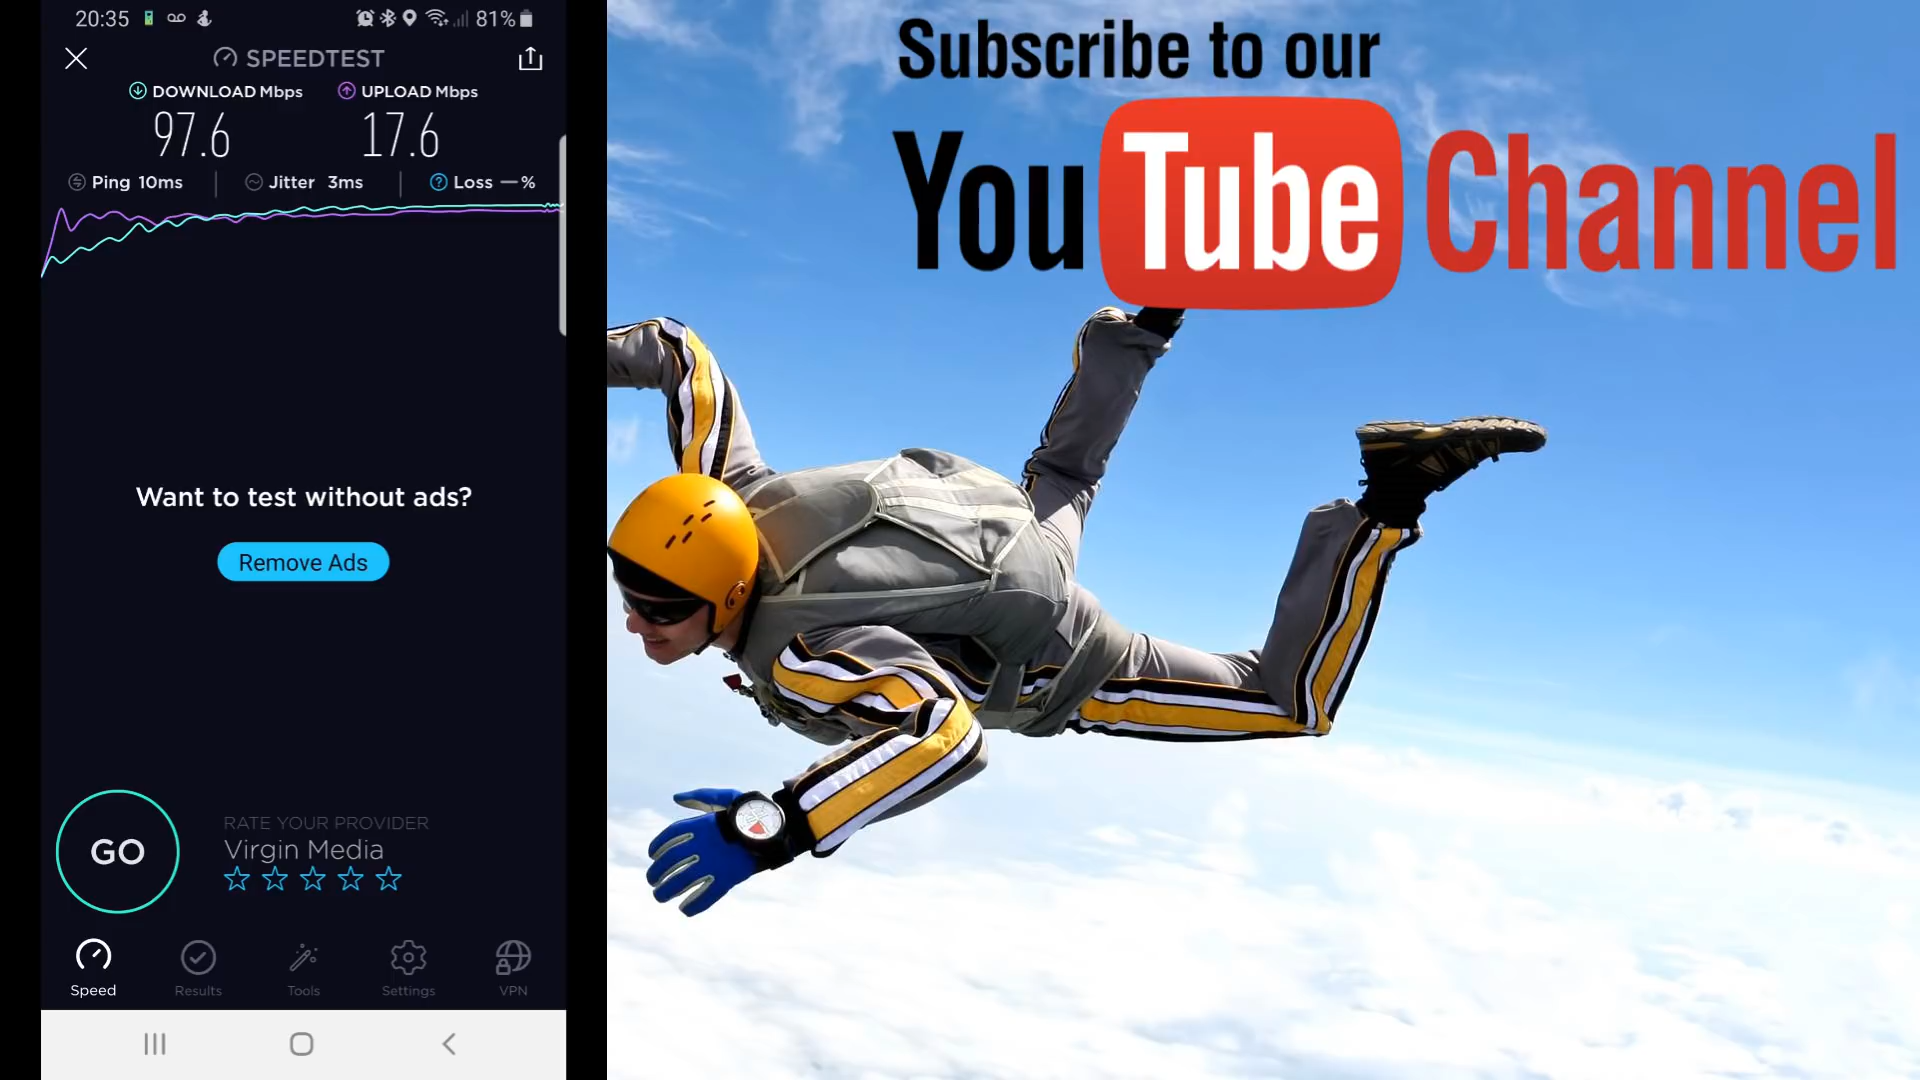 20:35 81%
SPEEDTEST
DOWNLOAD Mbps UPLOAD Mbps
97.6 17.6
Ping 10ms Jitter 3ms Loss — %
Want to test without ads?
Remove Ads
GO
RATE YOUR PROVIDER
Virgin Media
Speed Results Tools Settings VPN
Subscribe to our
YouTube Channel